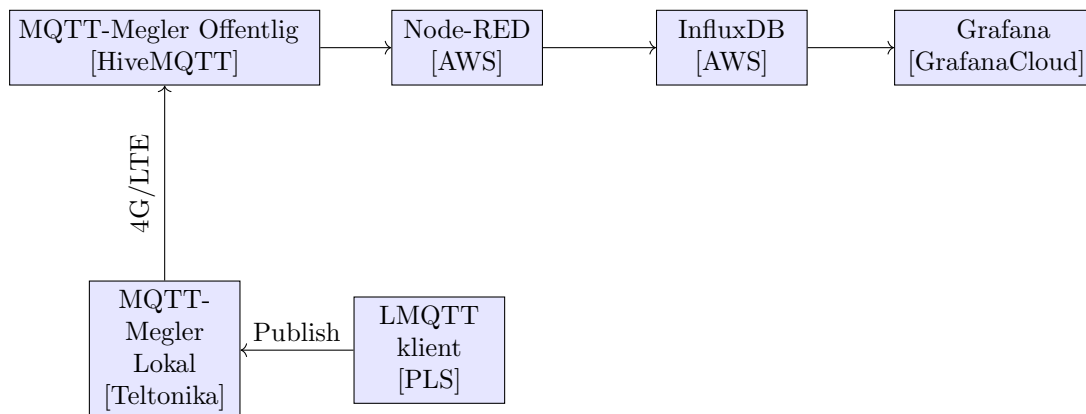 MQTT-Megler Offentlig
[HiveMQTT]
Node-RED
[AWS]
InfluxDB
[AWS]
Grafana
[GrafanaCloud]
4G/LTE
MQTT-
Megler
Lokal
[Teltonika]
Publish
LMQTT
klient
[PLS]